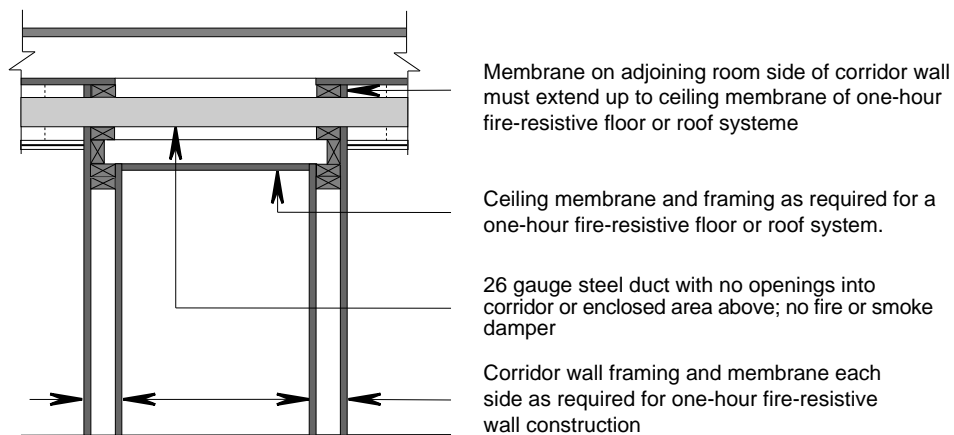 Membrane on adjoining room side of corridor wall
must extend up to ceiling membrane of one-hour
fire-resistive floor or roof systeme
Ceiling membrane and framing as required for a
one-hour fire-resistive floor or roof system.
26 gauge steel duct with no openings into
corridor or enclosed area above; no fire or smoke
damper
Corridor wall framing and membrane each
side as required for one-hour fire-resistive
wall construction